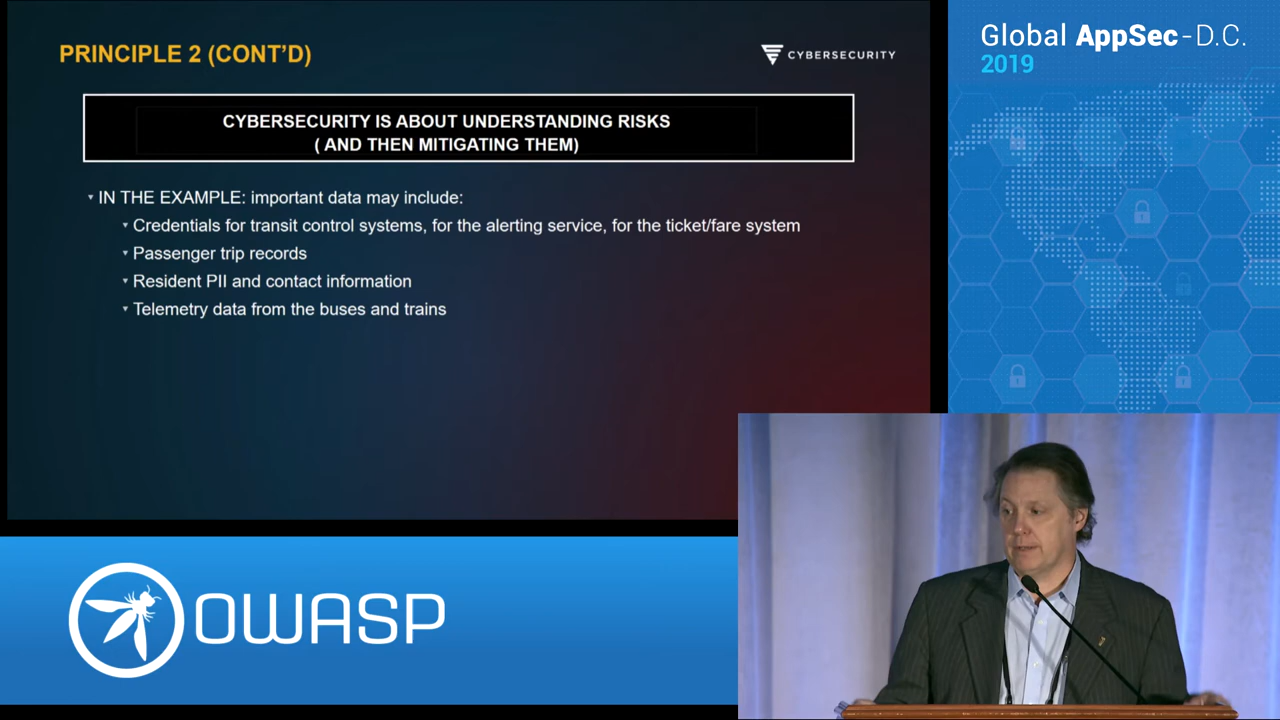 PRINCIPLE 2 (CONT'D)
CYBERSECURITY
CYBERSECURITY IS ABOUT UNDERSTANDING RISKS
( AND THEN MITIGATING THEM)
IN THE EXAMPLE: important data may include:
Credentials for transit control systems, for the alerting service, for the ticket/fare system
Passenger trip records
Resident PII and contact information
Telemetry data from the buses and trains
Global AppSec - D.C.
2019
OWASP